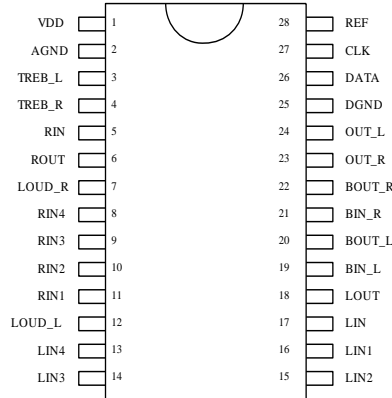 VDD 1 28 REF
AGND 2 27 CLK
TREB_L 3 26 DATA
TREB_R 4 25 DGND
RIN 5 24 OUT_L
ROUT 6 23 OUT_R
LOUD_R 7 22 BOUT_R
RIN4 8 21 BIN_R
RIN3 9 20 BOUT_L
RIN2 10 19 BIN_L
RIN1 11 18 LOUT
LOUD_L 12 17 LIN
LIN4 13 16 LIN1
LIN3 14 15 LIN2